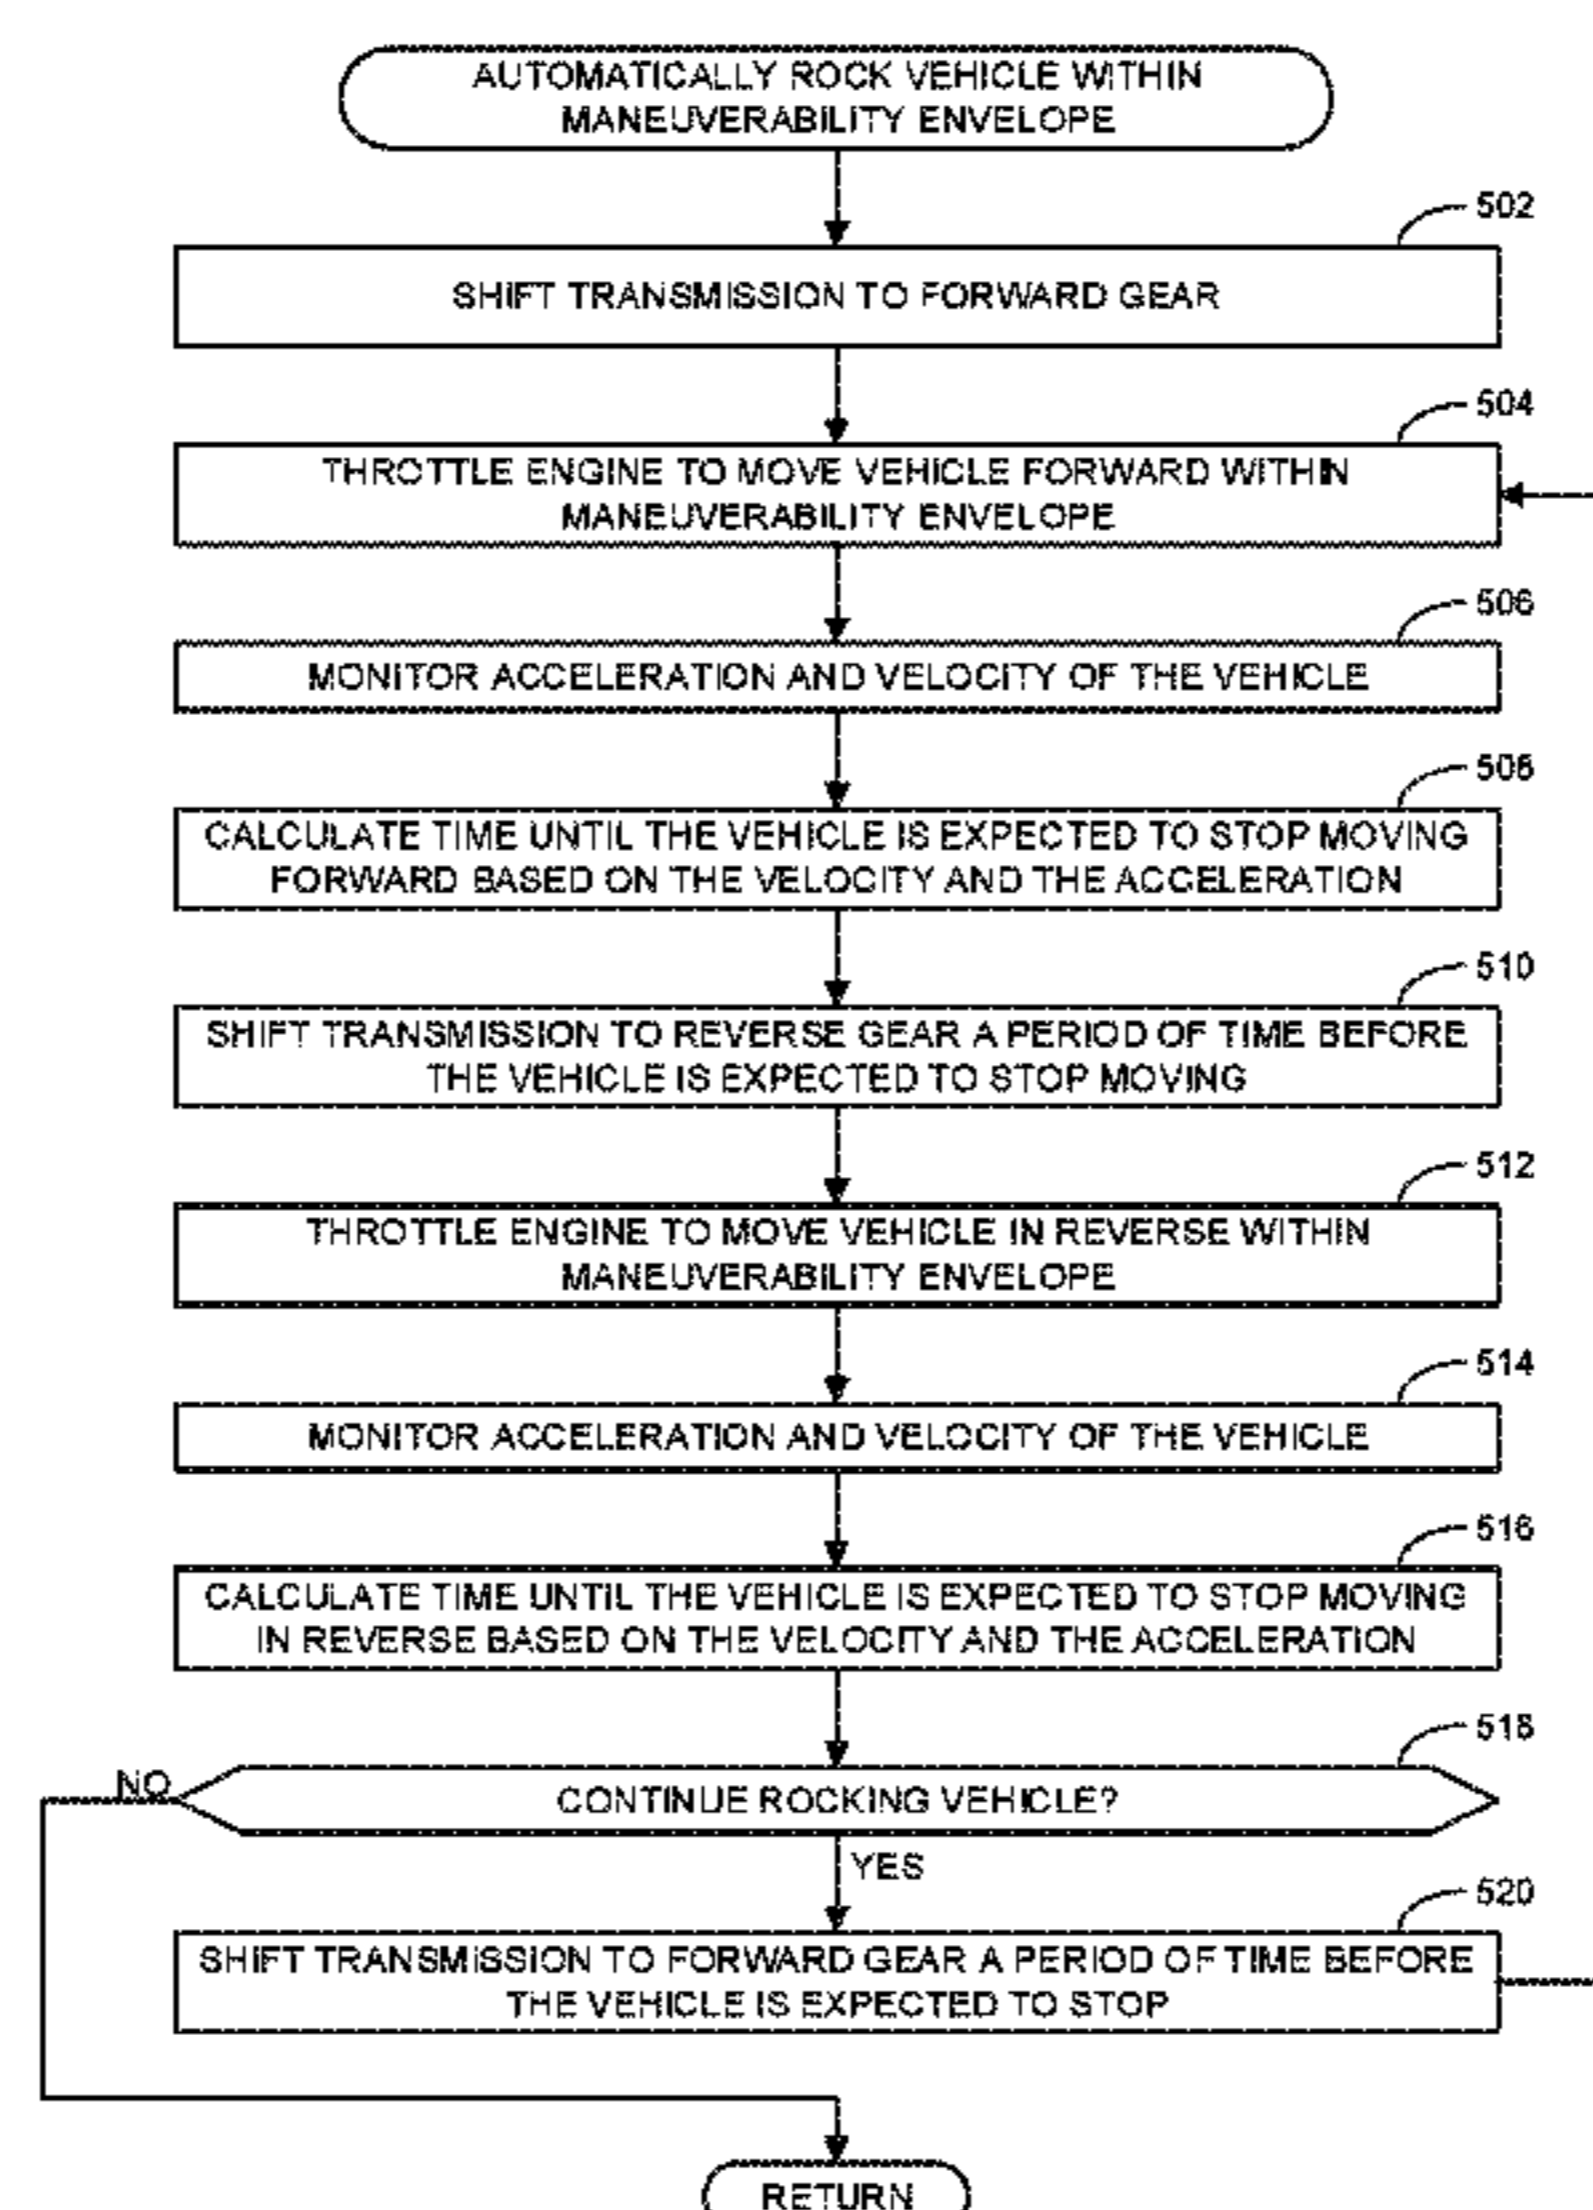 AUTOMATICALLY ROCK VEHICLE WITHIN
MANEUVERABILITY ENVELOPE
502
SHIFT TRANSMISSION TO FORWARD GEAR
504
THROTTLE ENGINE TO MOVE VEHICLE FORWARD WITHIN
MANEUVERABILITY ENVELOPE
506
MONITOR ACCELERATION AND VELOCITY OF THE VEHICLE
508
CALCULATE TIME UNTIL THE VEHICLE IS EXPECTED TO STOP MOVING
FORWARD BASED ON THE VELOCITY AND THE ACCELERATION
510
SHIFT TRANSMISSION TO REVERSE GEAR A PERIOD OF TIME BEFORE
THE VEHICLE IS EXPECTED TO STOP MOVING
512
THROTTLE ENGINE TO MOVE VEHICLE IN REVERSE WITHIN
MANEUVERABILITY ENVELOPE
514
MONITOR ACCELERATION AND VELOCITY OF THE VEHICLE
516
CALCULATE TIME UNTIL THE VEHICLE IS EXPECTED TO STOP MOVING
IN REVERSE BASED ON THE VELOCITY AND THE ACCELERATION
518
NO
CONTINUE ROCKING VEHICLE?
YES
520
SHIFT TRANSMISSION TO FORWARD GEAR A PERIOD OF TIME BEFORE
THE VEHICLE IS EXPECTED TO STOP
RETURN